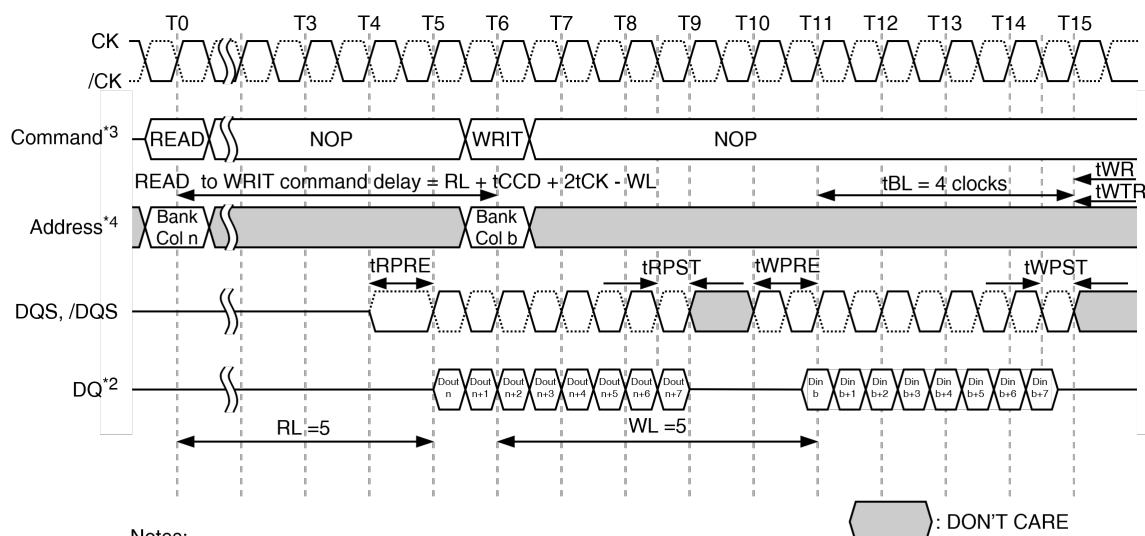 T0 T3 T4 T5 T6 T7 T8 T9 T10 T11 T12 T13 T14 T15
CK
/CK
Command*3 READ NOP WRIT NOP
READ to WRIT command delay = RL + tCCD + 2tCK - WL
tBL = 4 clocks
tWR
tWTR
Address*4
Bank
Col n
Bank
Col b
tRPRE tRPST tWPRE tWPST
DQS, /DQS
DQ*2
Dout
n
Dout
n+1
Dout
n+2
Dout
n+3
Dout
n+4
Dout
n+5
Dout
n+6
Dout
n+7
Din
b
Din
b+1
Din
b+2
Din
b+3
Din
b+4
Din
b+5
Din
b+6
Din
b+7
RL =5 WL =5
: DON'T CARE
Notes: